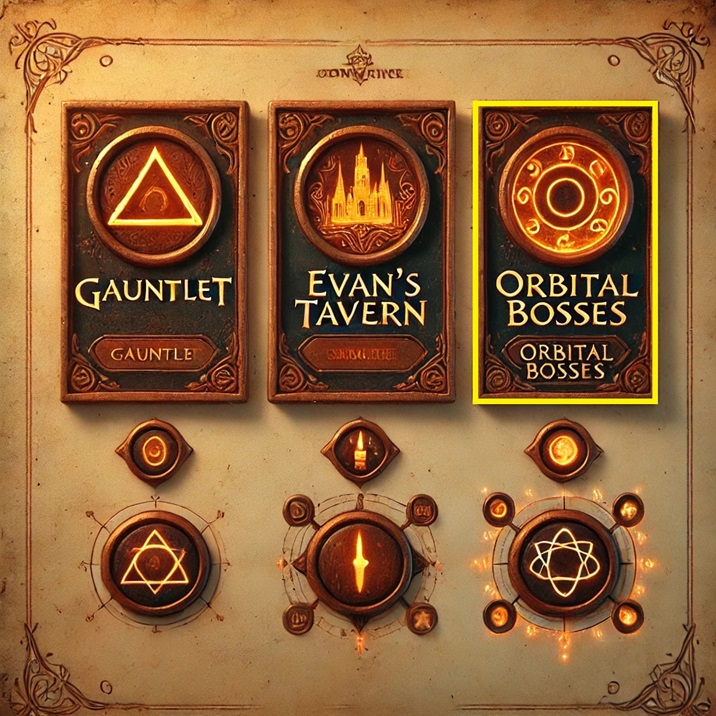 GAUNTLET
GAUNTLE
EVAN'S
TAVERN
ORBITAL
BOSSES
ORBITAL
BOSSES